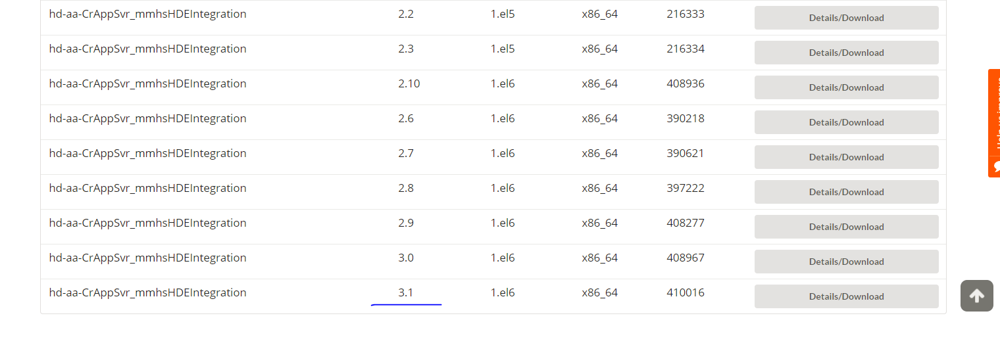 hd-aa-CrAppSvr_mmhsHDEIntegration 2.2 1.el5 x86_64 216333 Details/Download
hd-aa-CrAppSvr_mmhsHDEIntegration 2.3 1.el5 x86_64 216334 Details/Download
hd-aa-CrAppSvr_mmhsHDEIntegration 2.10 1.el6 x86_64 408936 Details/Download
hd-aa-CrAppSvr_mmhsHDEIntegration 2.6 1.el6 x86_64 390218 Details/Download
hd-aa-CrAppSvr_mmhsHDEIntegration 2.7 1.el6 x86_64 390621 Details/Download
hd-aa-CrAppSvr_mmhsHDEIntegration 2.8 1.el6 x86_64 397222 Details/Download
hd-aa-CrAppSvr_mmhsHDEIntegration 2.9 1.el6 x86_64 408277 Details/Download
hd-aa-CrAppSvr_mmhsHDEIntegration 3.0 1.el6 x86_64 408967 Details/Download
hd-aa-CrAppSvr_mmhsHDEIntegration 3.1 1.el6 x86_64 410016 Details/Download